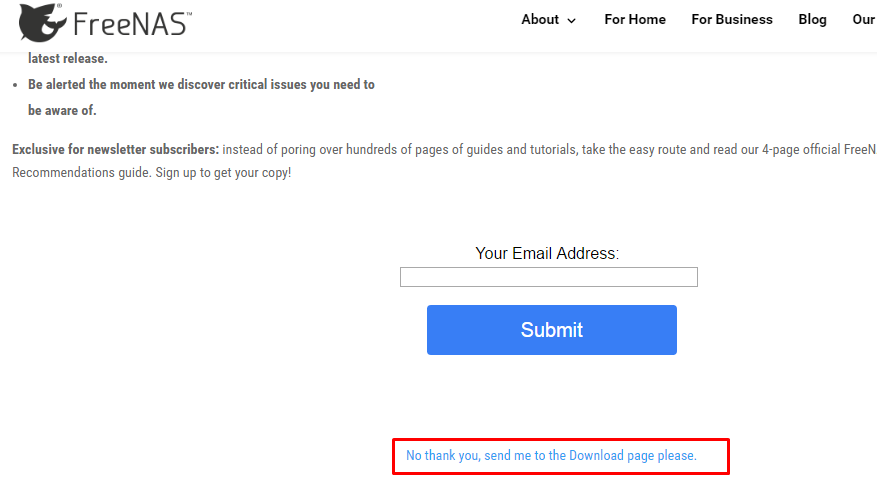 FreeNAS™
About For Home For Business Blog Our
latest release.
• Be alerted the moment we discover critical issues you need to
be aware of.
Exclusive for newsletter subscribers: instead of poring over hundreds of pages of guides and tutorials, take the easy route and read our 4-page official FreeN
Recommendations guide. Sign up to get your copy!
Your Email Address:
Submit
No thank you, send me to the Download page please.